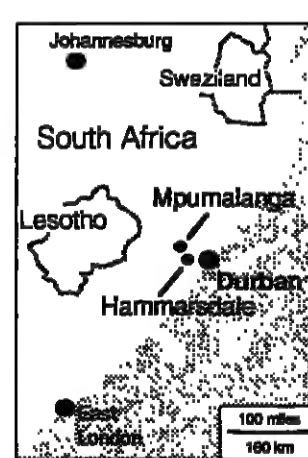 Johannesburg
Swaziland
South Africa
Mpumalanga
Lesotho
Durban
Hammarsdale
East
London
100 miles
160 km